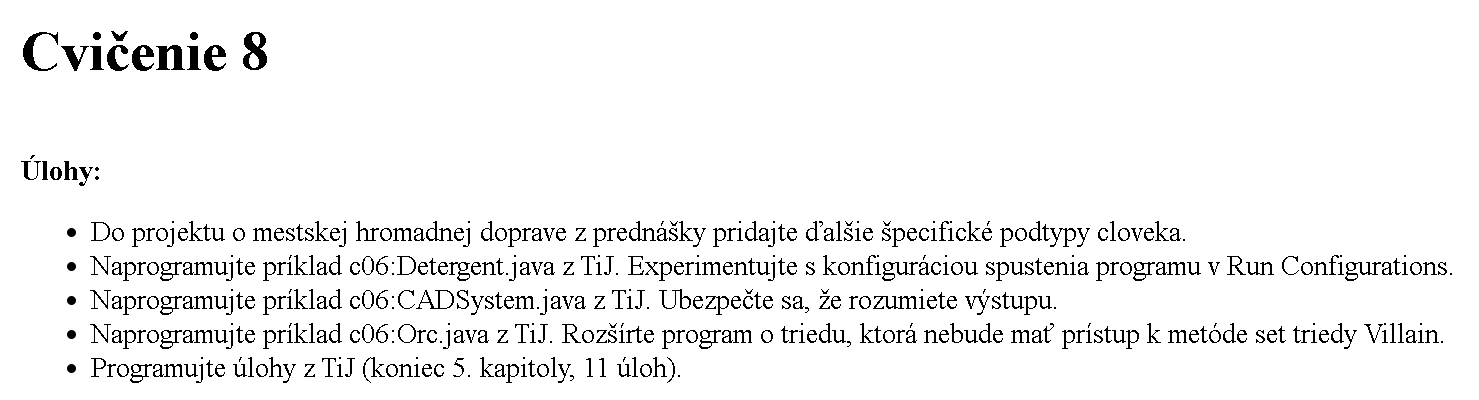 Cvičenie 8
Úlohy:
• Do projektu o mestskej hromadnej doprave z prednášky pridajte ďalšie špecifické podtypy cloveka.
• Naprogramujte príklad c06:Detergent.java z TiJ. Experimentujte s konfiguráciou spustenia programu v Run Configurations.
• Naprogramujte príklad c06:CADSystem.java z TiJ. Ubezpečte sa, že rozumiete výstupu.
• Naprogramujte príklad c06:Orc.java z TiJ. Rozšírte program o triedu, ktorá nebude mať prístup k metóde set triedy Villain.
• Programujte úlohy z TiJ (koniec 5. kapitoly, 11 úloh).